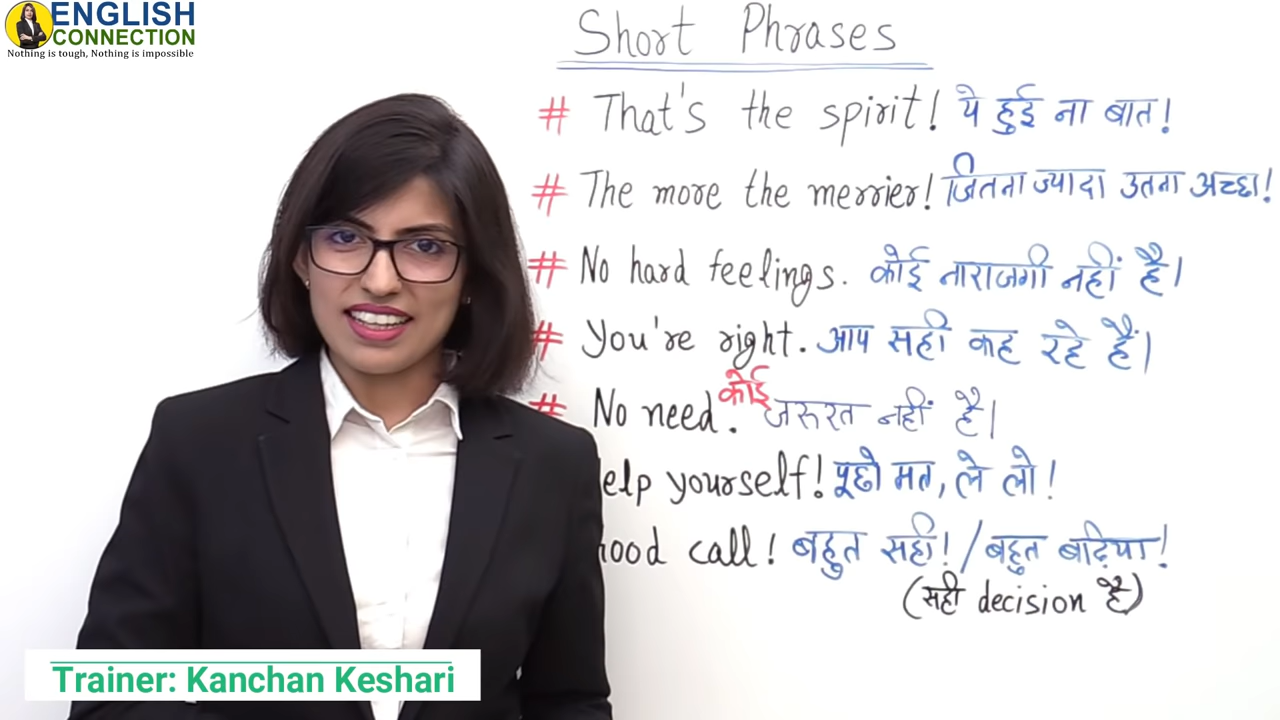 ENGLISH
CONNECTION
Nothing is tough, Nothing is impossible
Short Phrases
# That's the spirit! ये हुई ना बात!
# The more the merrier! जितना ज्यादा उतना अच्छा!
# No hard feelings. कोई नाराजगी नहीं है।
# You're right. आप सही कह रहे हैं।
# No need. कोई जरूरत नहीं है।
elp yourself! पूछो मत, ले लो!
ood call! बहुत सही! / बहुत बढ़िया!
(सही decision है)
Trainer: Kanchan Keshari